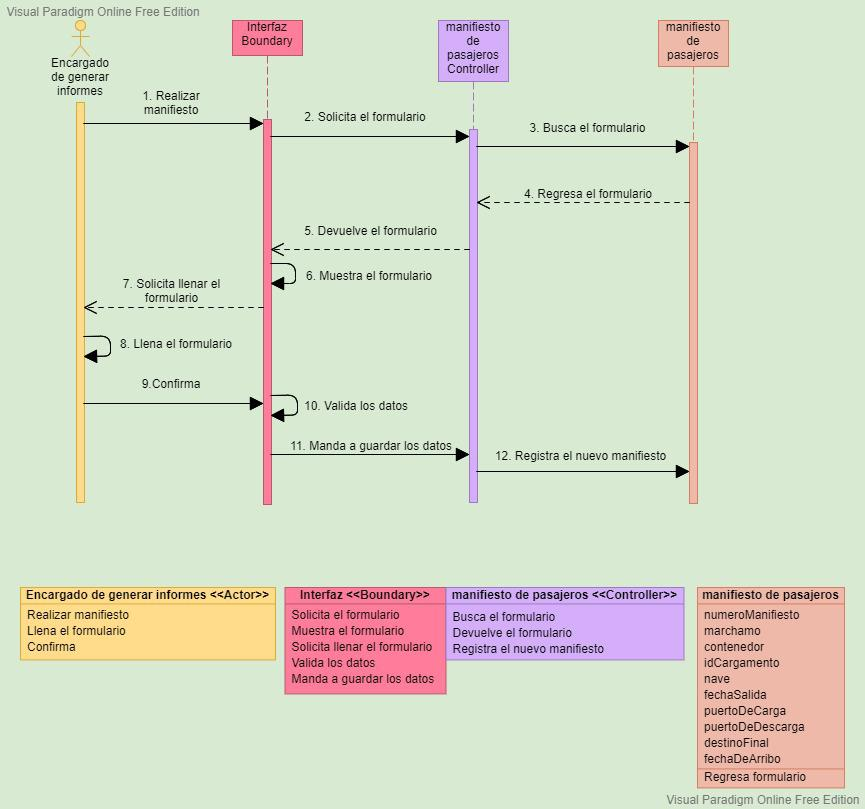 Visual Paradigm Online Free Edition
Encargado
de generar
informes
Interfaz
Boundary
manifiesto
de
pasajeros
Controller
manifiesto
de
pasajeros
1. Realizar
manifiesto
2. Solicita el formulario
3. Busca el formulario
4. Regresa el formulario
5. Devuelve el formulario
6. Muestra el formulario
7. Solicita llenar el
formulario
8. Llena el formulario
9.Confirma
10. Valida los datos
11. Manda a guardar los datos
12. Registra el nuevo manifiesto
Encargado de generar informes <<Actor>>
Realizar manifiesto
Llena el formulario
Confirma
Interfaz <<Boundary>>
Solicita el formulario
Muestra el formulario
Solicita llenar el formulario
Valida los datos
Manda a guardar los datos
manifiesto de pasajeros <<Controller>>
Busca el formulario
Devuelve el formulario
Registra el nuevo manifiesto
manifiesto de pasajeros
numeroManifiesto
marchamo
contenedor
idCargamento
nave
fechaSalida
puertoDeCarga
puertoDeDescarga
destinoFinal
fechaDeArribo
Regresa formulario
Visual Paradigm Online Free Edition